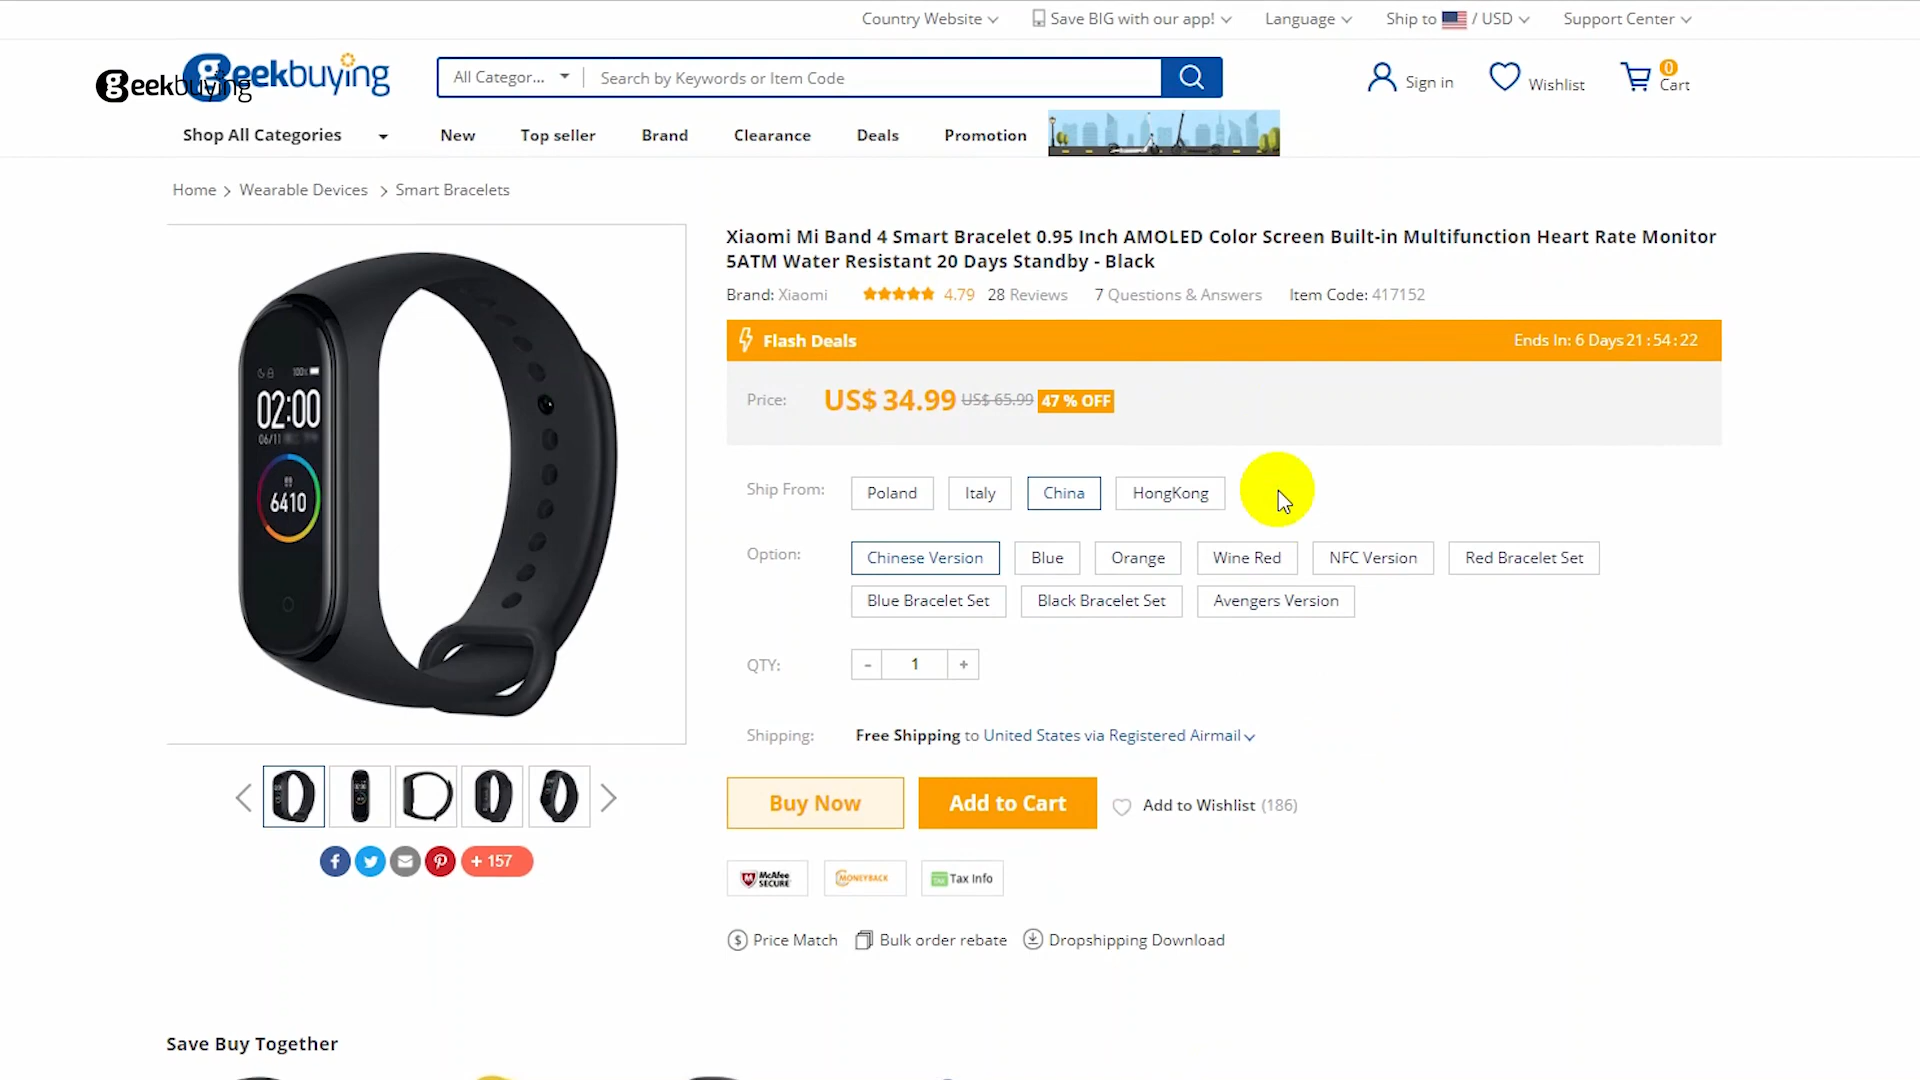 Country Website
Save BIG with our app!
Language
Ship to / USD
Support Center
geekbuying
geekbuying
All Categor...
Search by Keywords or Item Code
Sign in
Wishlist
0
Cart
Shop All Categories
New
Top seller
Brand
Clearance
Deals
Promotion
Home > Wearable Devices > Smart Bracelets
Xiaomi Mi Band 4 Smart Bracelet 0.95 Inch AMOLED Color Screen Built-in Multifunction Heart Rate Monitor
5ATM Water Resistant 20 Days Standby - Black
Brand: Xiaomi
4.79
28 Reviews
7 Questions & Answers
Item Code: 417152
Flash Deals
Ends In: 6 Days 21:54:22
Price:
US$ 34.99
US$ 65.99
47 % OFF
100%
02:00
06/11
6410
Ship From:
Poland
Italy
China
HongKong
Option:
Chinese Version
Blue
Orange
Wine Red
NFC Version
Red Bracelet Set
Blue Bracelet Set
Black Bracelet Set
Avengers Version
QTY:
- 1 +
Shipping:
Free Shipping to United States via Registered Airmail
Buy Now
Add to Cart
Add to Wishlist (186)
+ 157
McAfee
SECURE
MONEYBACK
Tax Info
$ Price Match
Bulk order rebate
Dropshipping Download
Save Buy Together